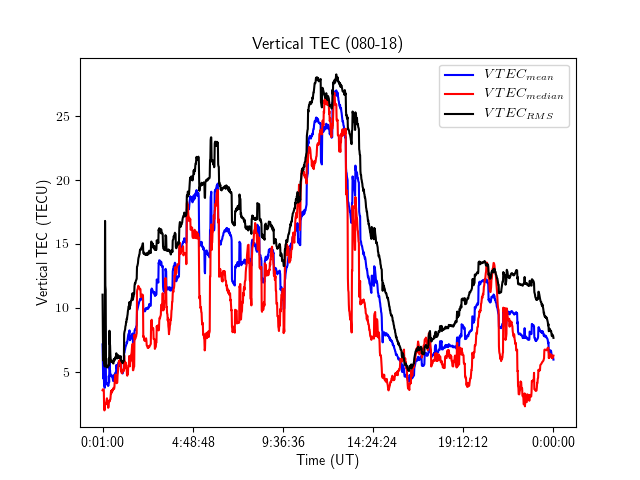 Vertical TEC (080-18)
VTEC_mean
VTEC_median
VTEC_RMS
Vertical TEC (TECU)
25
20
15
10
5
0:01:00 4:48:48 9:36:36 14:24:24 19:12:12 0:00:00
Time (UT)